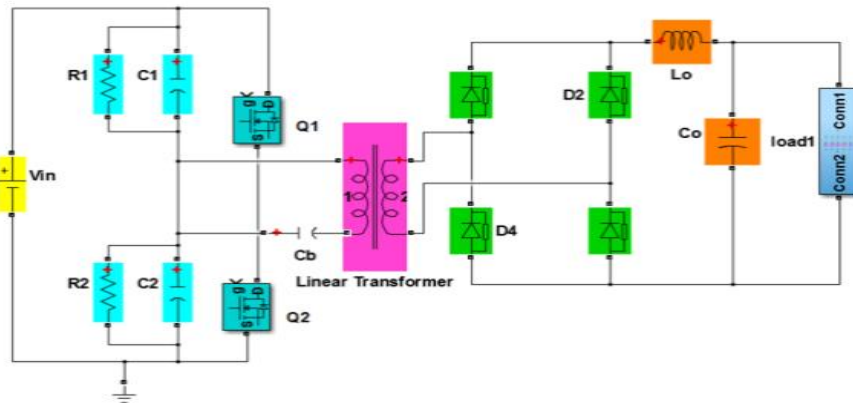 R1
C1
g
D
S
Q1
D2
Lo
Co
load1
Conn1
Conn2
Vin
1
2
R2
C2
Cb
D4
Linear Transformer
g
D
S
Q2